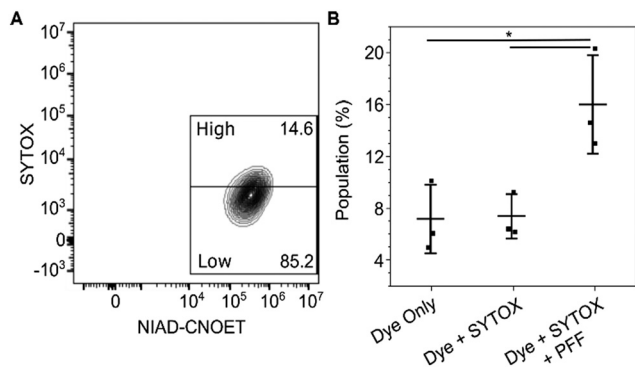 A
SYTOX
10⁷
10⁶
10⁵
10⁴
10³
0
-10³
High 14.6
Low 85.2
0 10⁴ 10⁵ 10⁶ 10⁷
NIAD-CNOET
B
*
Population (%)
20
16
12
8
4
Dye Only
Dye + SYTOX
Dye + SYTOX
+ PFF